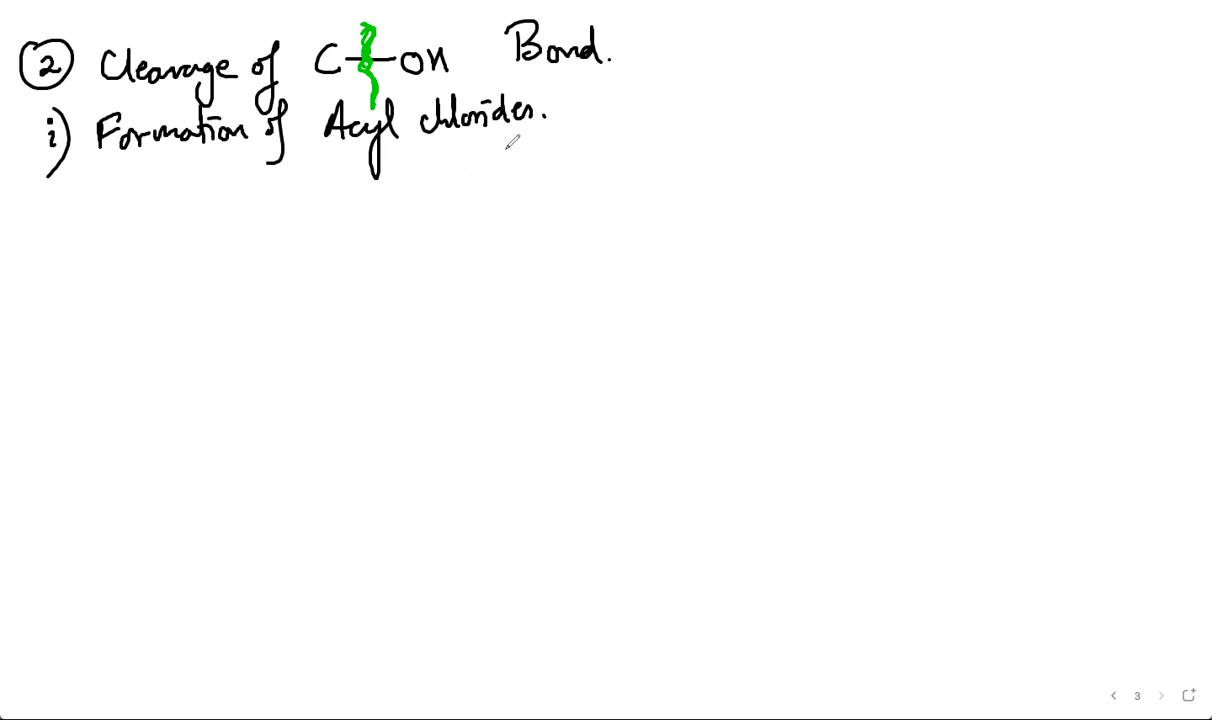 ② Cleavage of C-OH Bond.
i) Formation of Acyl chlorides.
3